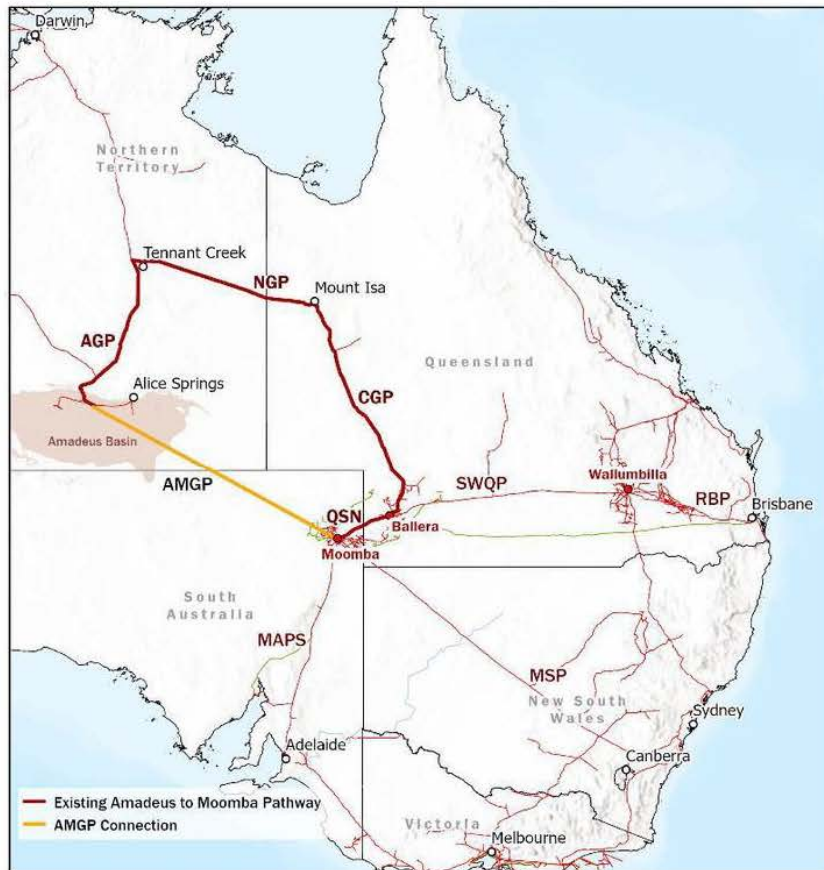 Darwin
Northern
Territory
Tennant Creek
NGP
Mount Isa
AGP
Queensland
Alice Springs
CGP
Amadeus Basin
AMGP
SWQP
Wallumbilla
RBP
QSN
Ballera
Brisbane
Moomba
South
Australia
MAPS
MSP
New South
Wales
Sydney
Adelaide
Canberra
Existing Amadeus to Moomba Pathway
AMGP Connection
Victoria
Melbourne